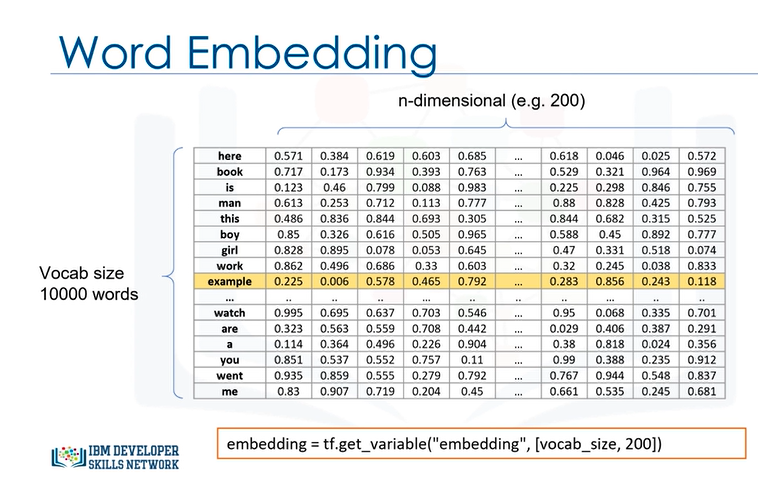 Word Embedding
n-dimensional (e.g. 200)
here 0.571 0.384 0.619 0.603 0.685 ... 0.618 0.046 0.025 0.572
book 0.717 0.173 0.934 0.393 0.763 ... 0.529 0.321 0.964 0.969
is 0.123 0.46 0.799 0.088 0.983 ... 0.225 0.298 0.846 0.755
man 0.613 0.253 0.712 0.113 0.777 ... 0.88 0.828 0.425 0.793
this 0.486 0.836 0.844 0.693 0.305 ... 0.844 0.682 0.315 0.525
boy 0.85 0.326 0.616 0.505 0.965 ... 0.588 0.45 0.892 0.777
girl 0.828 0.895 0.078 0.053 0.645 ... 0.47 0.331 0.518 0.074
work 0.862 0.496 0.686 0.33 0.603 ... 0.32 0.245 0.038 0.833
example 0.225 0.006 0.578 0.465 0.792 ... 0.283 0.856 0.243 0.118
... .. .. .. ... .. ... .. ... .. ..
watch 0.995 0.695 0.637 0.703 0.546 ... 0.95 0.068 0.335 0.701
are 0.323 0.563 0.559 0.708 0.442 ... 0.029 0.406 0.387 0.291
a 0.114 0.364 0.496 0.226 0.904 ... 0.38 0.818 0.024 0.356
you 0.851 0.537 0.552 0.757 0.11 ... 0.99 0.388 0.235 0.912
went 0.935 0.859 0.555 0.279 0.792 ... 0.767 0.944 0.548 0.837
me 0.83 0.907 0.719 0.204 0.45 ... 0.661 0.535 0.245 0.681
Vocab size
10000 words
embedding = tf.get_variable("embedding", [vocab_size, 200])
IBM DEVELOPER
SKILLS NETWORK